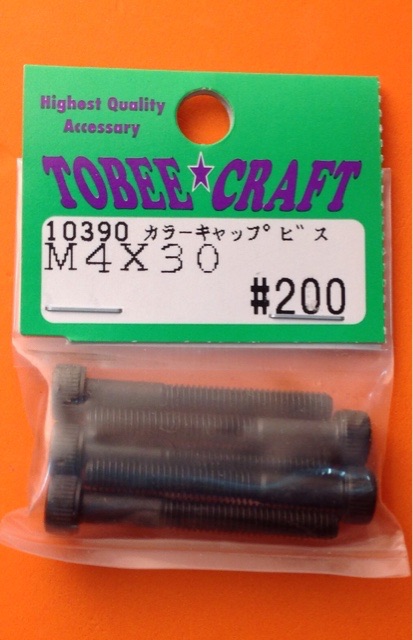 Highest Quality
Accessary
TOBEE★CRAFT
10390 カラーキャップビス
M4X30
#200